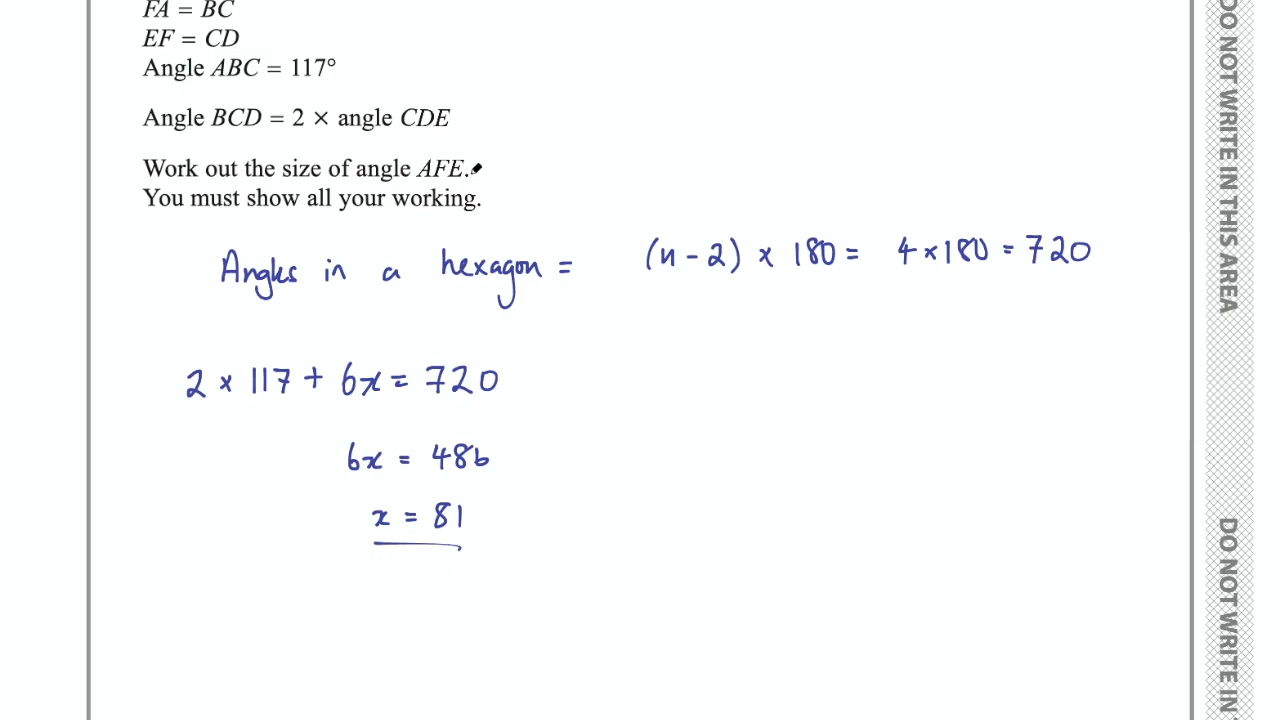 FA = BC
EF = CD
Angle ABC = 117°
Angle BCD = 2 × angle CDE
Work out the size of angle AFE.
You must show all your working.
Angles in a hexagon = (n - 2) × 180 = 4 × 180 = 720
2 × 117 + 6x = 720
6x = 486
x = 81
DO NOT WRITE IN THIS AREA
DO NOT WRITE IN